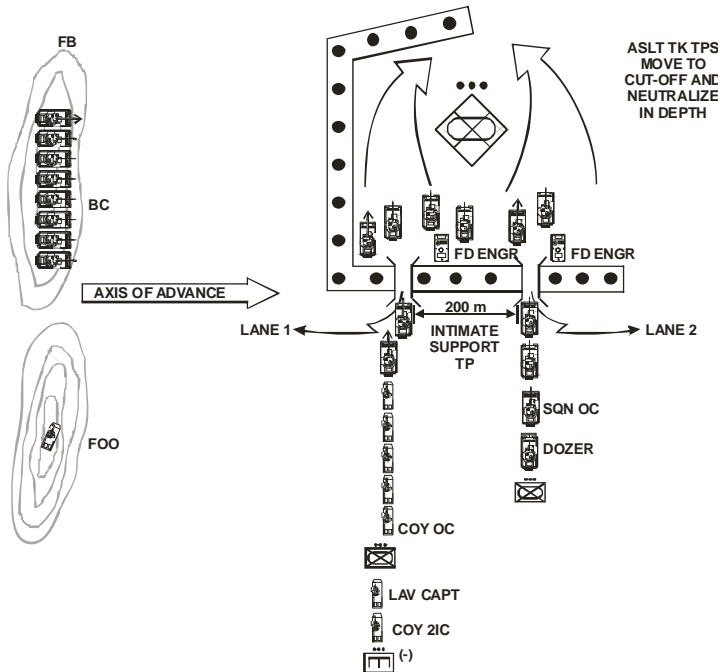 FB
BC
AXIS OF ADVANCE
FOO
ASLT TK TPS
MOVE TO
CUT-OFF AND
NEUTRALIZE
IN DEPTH
FD ENGR
FD ENGR
LANE 1
200 m
INTIMATE
SUPPORT
TP
LANE 2
SQN OC
DOZER
COY OC
LAV CAPT
COY 2IC
(-)